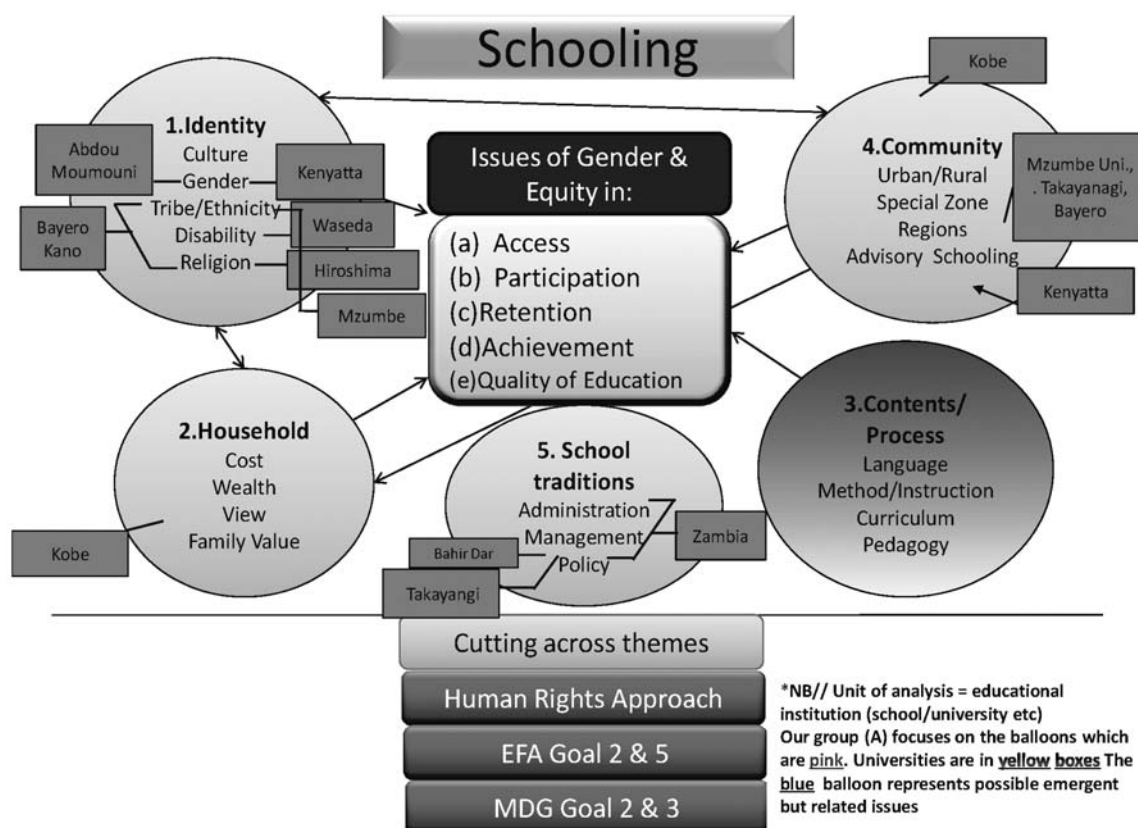 Schooling
1.Identity
Culture
Gender
Tribe/Ethnicity
Disability
Religion
Abdou
Moumouni
Bayero
Kano
Kenyatta
Waseda
Hiroshima
Mzumbe
Issues of Gender &
Equity in:
(a) Access
(b) Participation
(c)Retention
(d)Achievement
(e)Quality of Education
Kobe
4.Community
Urban/Rural
Special Zone
Regions
Advisory Schooling
Mzumbe Uni.,
. Takayanagi,
Bayero
Kenyatta
2.Household
Cost
Wealth
View
Family Value
Kobe
5. School
traditions
Administration
Management
Policy
Bahir Dar
Takayangi
Zambia
3.Contents/
Process
Language
Method/Instruction
Curriculum
Pedagogy
Cutting across themes
Human Rights Approach
EFA Goal 2 & 5
MDG Goal 2 & 3
*NB// Unit of analysis = educational
institution (school/university etc)
Our group (A) focuses on the balloons which
are pink. Universities are in yellow boxes The
blue balloon represents possible emergent
but related issues